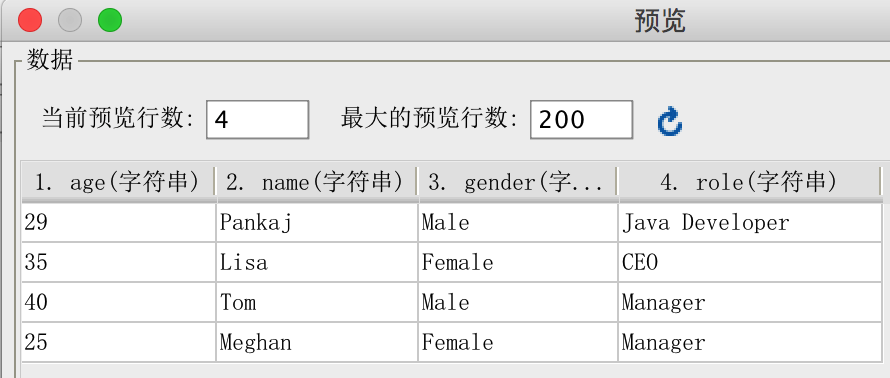 预览
数据
当前预览行数: 4 最大的预览行数: 200
1. age(字符串) 2. name(字符串) 3. gender(字... 4. role(字符串)
29 Pankaj Male Java Developer
35 Lisa Female CEO
40 Tom Male Manager
25 Meghan Female Manager